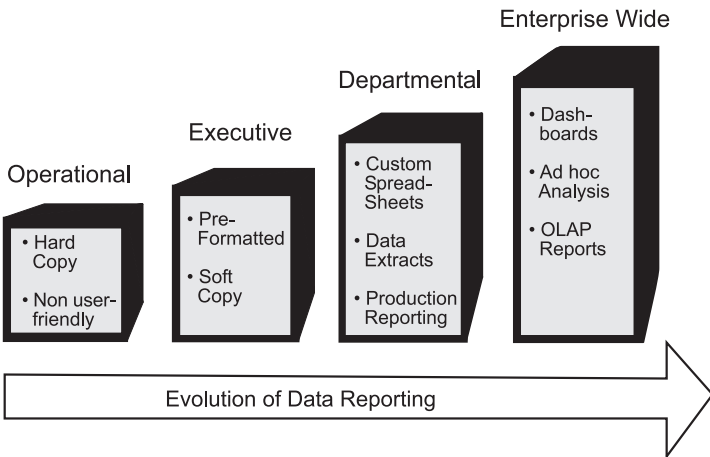 Operational
• Hard
Copy
• Non user-
friendly
Executive
• Pre-
Formatted
• Soft
Copy
Departmental
• Custom
Spread-
Sheets
• Data
Extracts
• Production
Reporting
Enterprise Wide
• Dash-
boards
• Ad hoc
Analysis
• OLAP
Reports
Evolution of Data Reporting